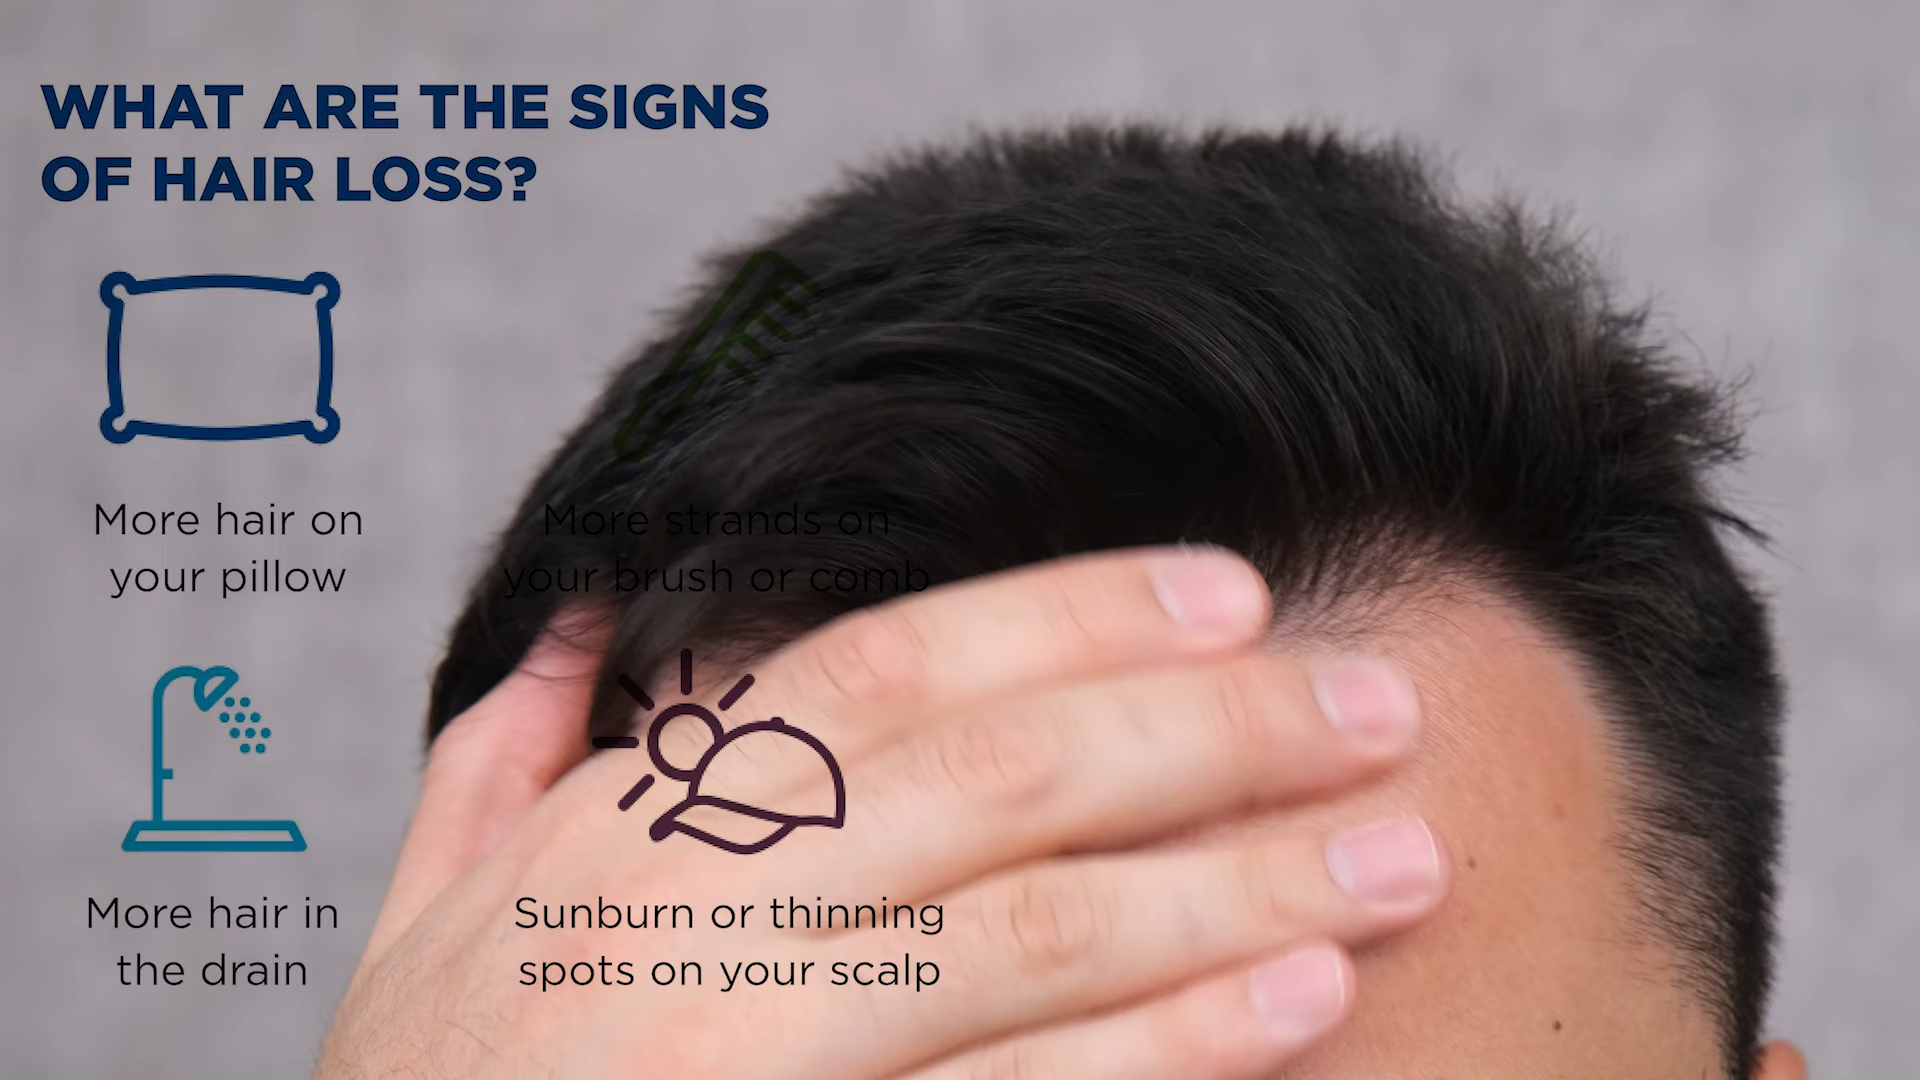 WHAT ARE THE SIGNS
OF HAIR LOSS?
More hair on
your pillow
More strands on
your brush or comb
More hair in
the drain
Sunburn or thinning
spots on your scalp